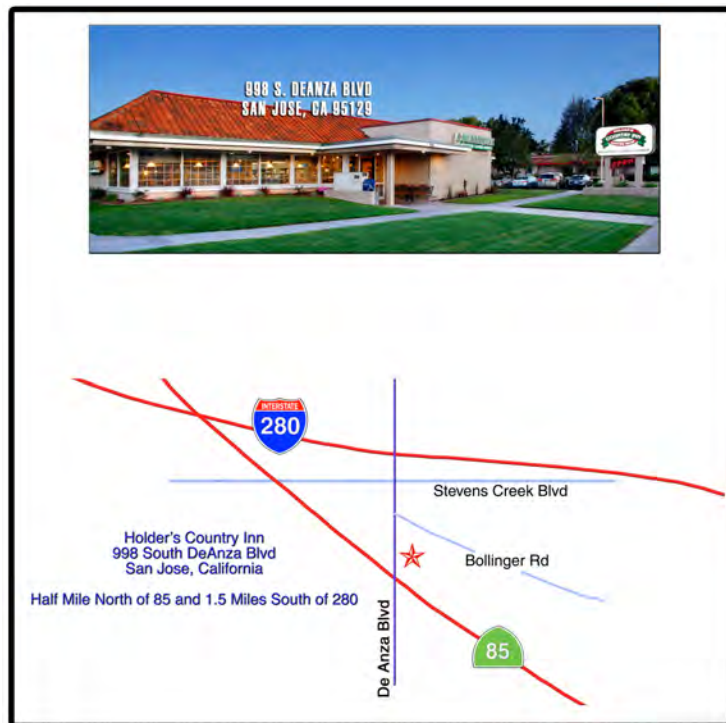 998 S. DEANZA BLVD
SAN JOSE, CA 95129
INTERSTATE
280
Stevens Creek Blvd
Holder's Country Inn
998 South DeAnza Blvd
San Jose, California
Bollinger Rd
Half Mile North of 85 and 1.5 Miles South of 280
De Anza Blvd
85